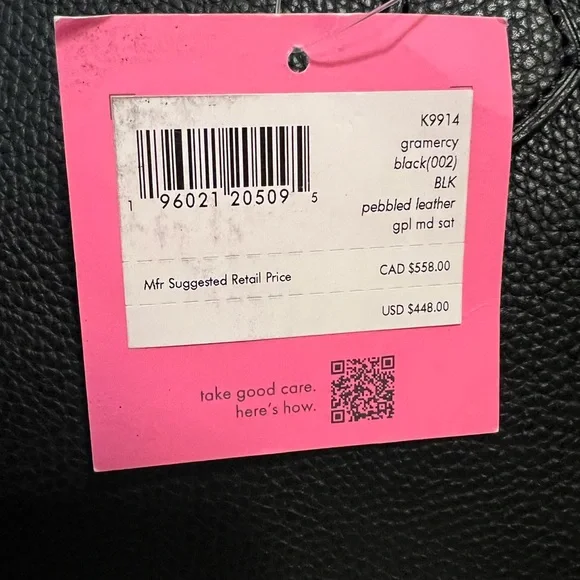 K9914
gramercy
black(002)
BLK
pebbled leather
gpl md sat
1 96021 20509 5
Mfr Suggested Retail Price CAD $558.00
USD $448.00
take good care.
here's how.